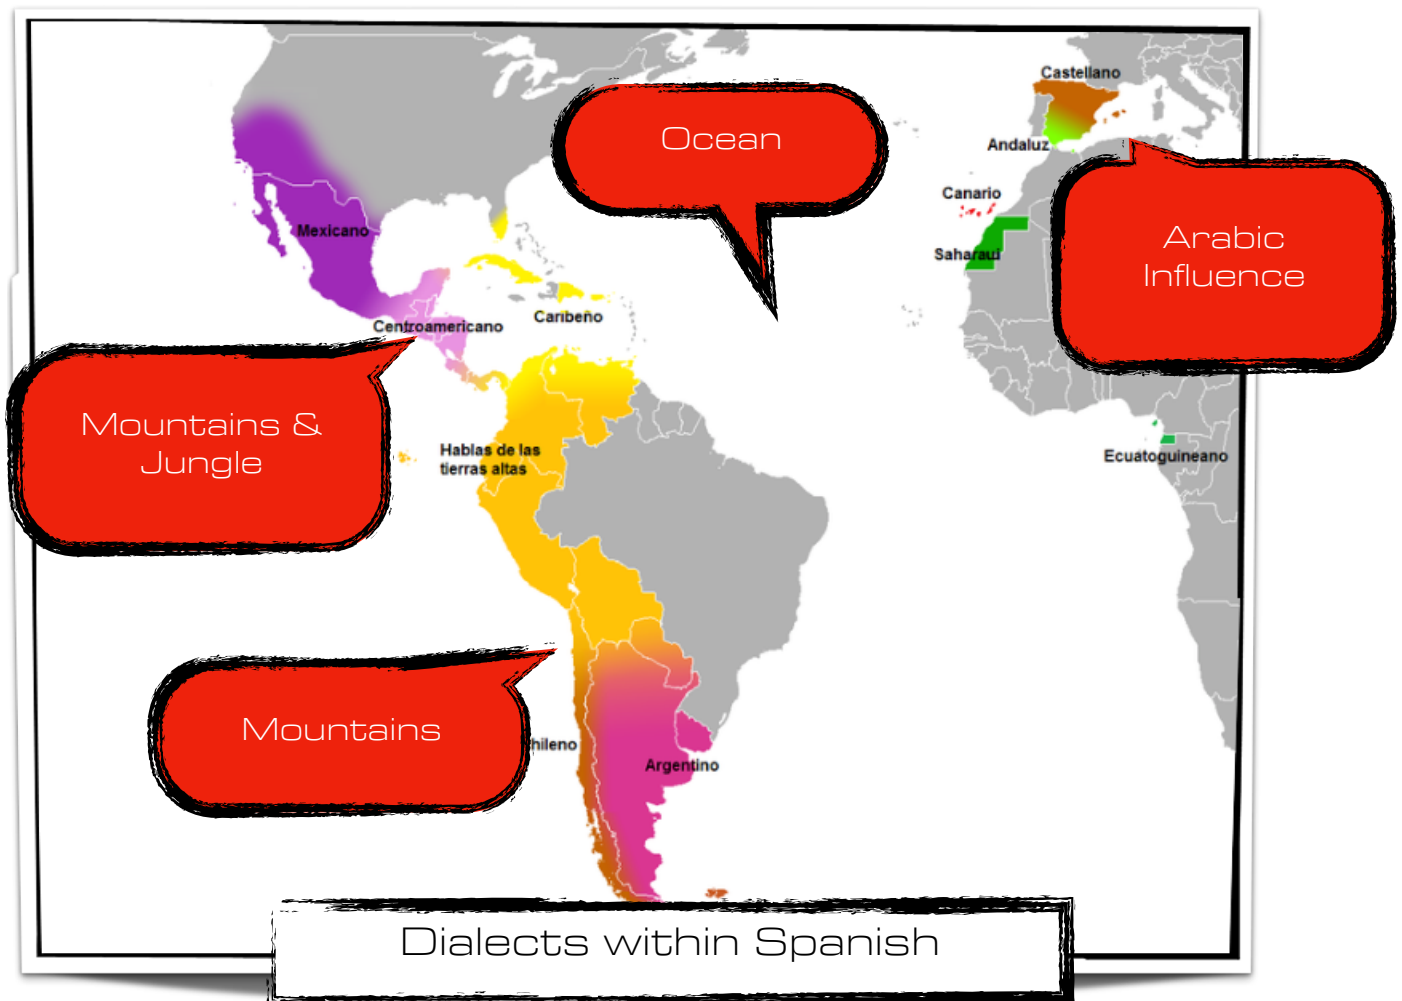 Castellano
Ocean
Andaluz
Canario
Arabic
Influence
Mexicano
Saharaui
Caribeño
Centroamericano
Mountains &
Jungle
Hablas de las
tierras altas
Ecuatoguineano
Mountains
hileno
Argentino
Dialects within Spanish